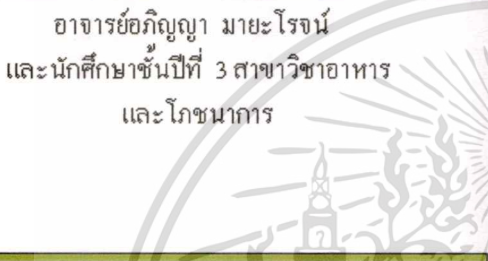 อาจารย์อภิญญา มายะโรจน์
และนักศึกษาชั้นปีที่ 3 สาขาวิชาอาหาร
และโภชนาการ